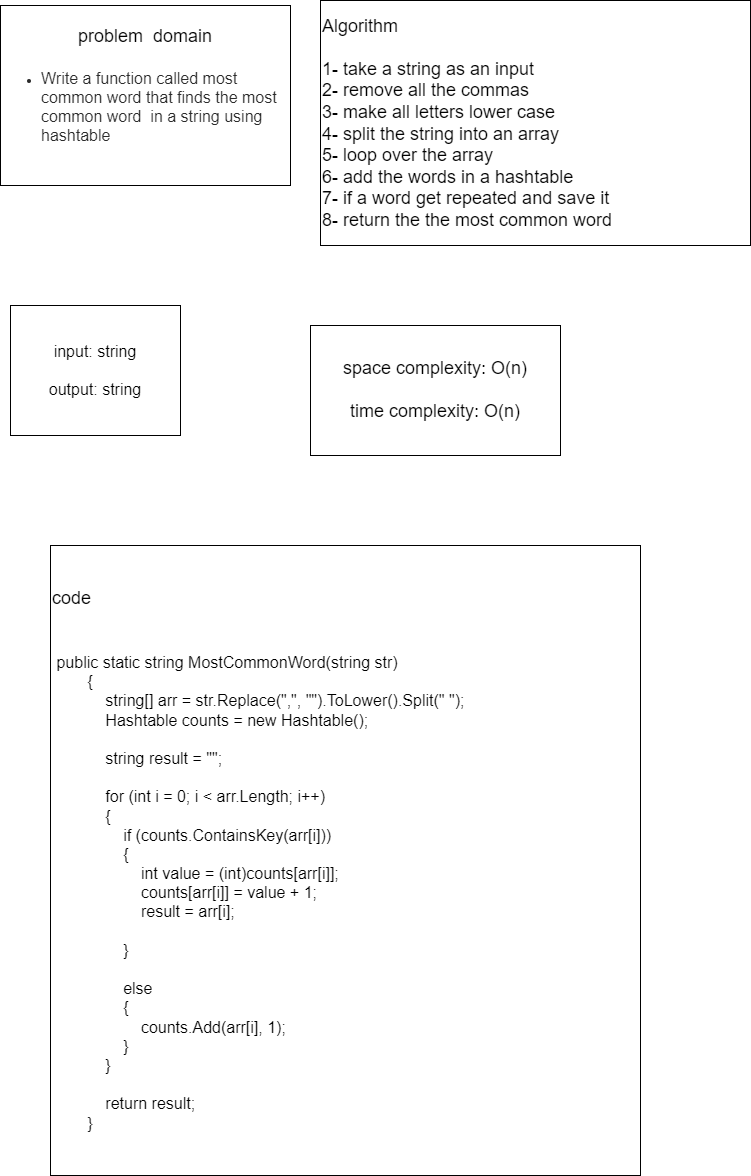 problem  domain
• Write a function called most
common word that finds the most
common word  in a string using
hashtable
Algorithm
1- take a string as an input
2- remove all the commas
3- make all letters lower case
4- split the string into an array
5- loop over the array
6- add the words in a hashtable
7- if a word get repeated and save it
8- return the the most common word
input: string
output: string
space complexity: O(n)
time complexity: O(n)
code
public static string MostCommonWord(string str)
{
string[] arr = str.Replace(",", "").ToLower().Split(" ");
Hashtable counts = new Hashtable();
string result = "";
for (int i = 0; i < arr.Length; i++)
{
if (counts.ContainsKey(arr[i]))
{
int value = (int)counts[arr[i]];
counts[arr[i]] = value + 1;
result = arr[i];
}
else
{
counts.Add(arr[i], 1);
}
}
return result;
}